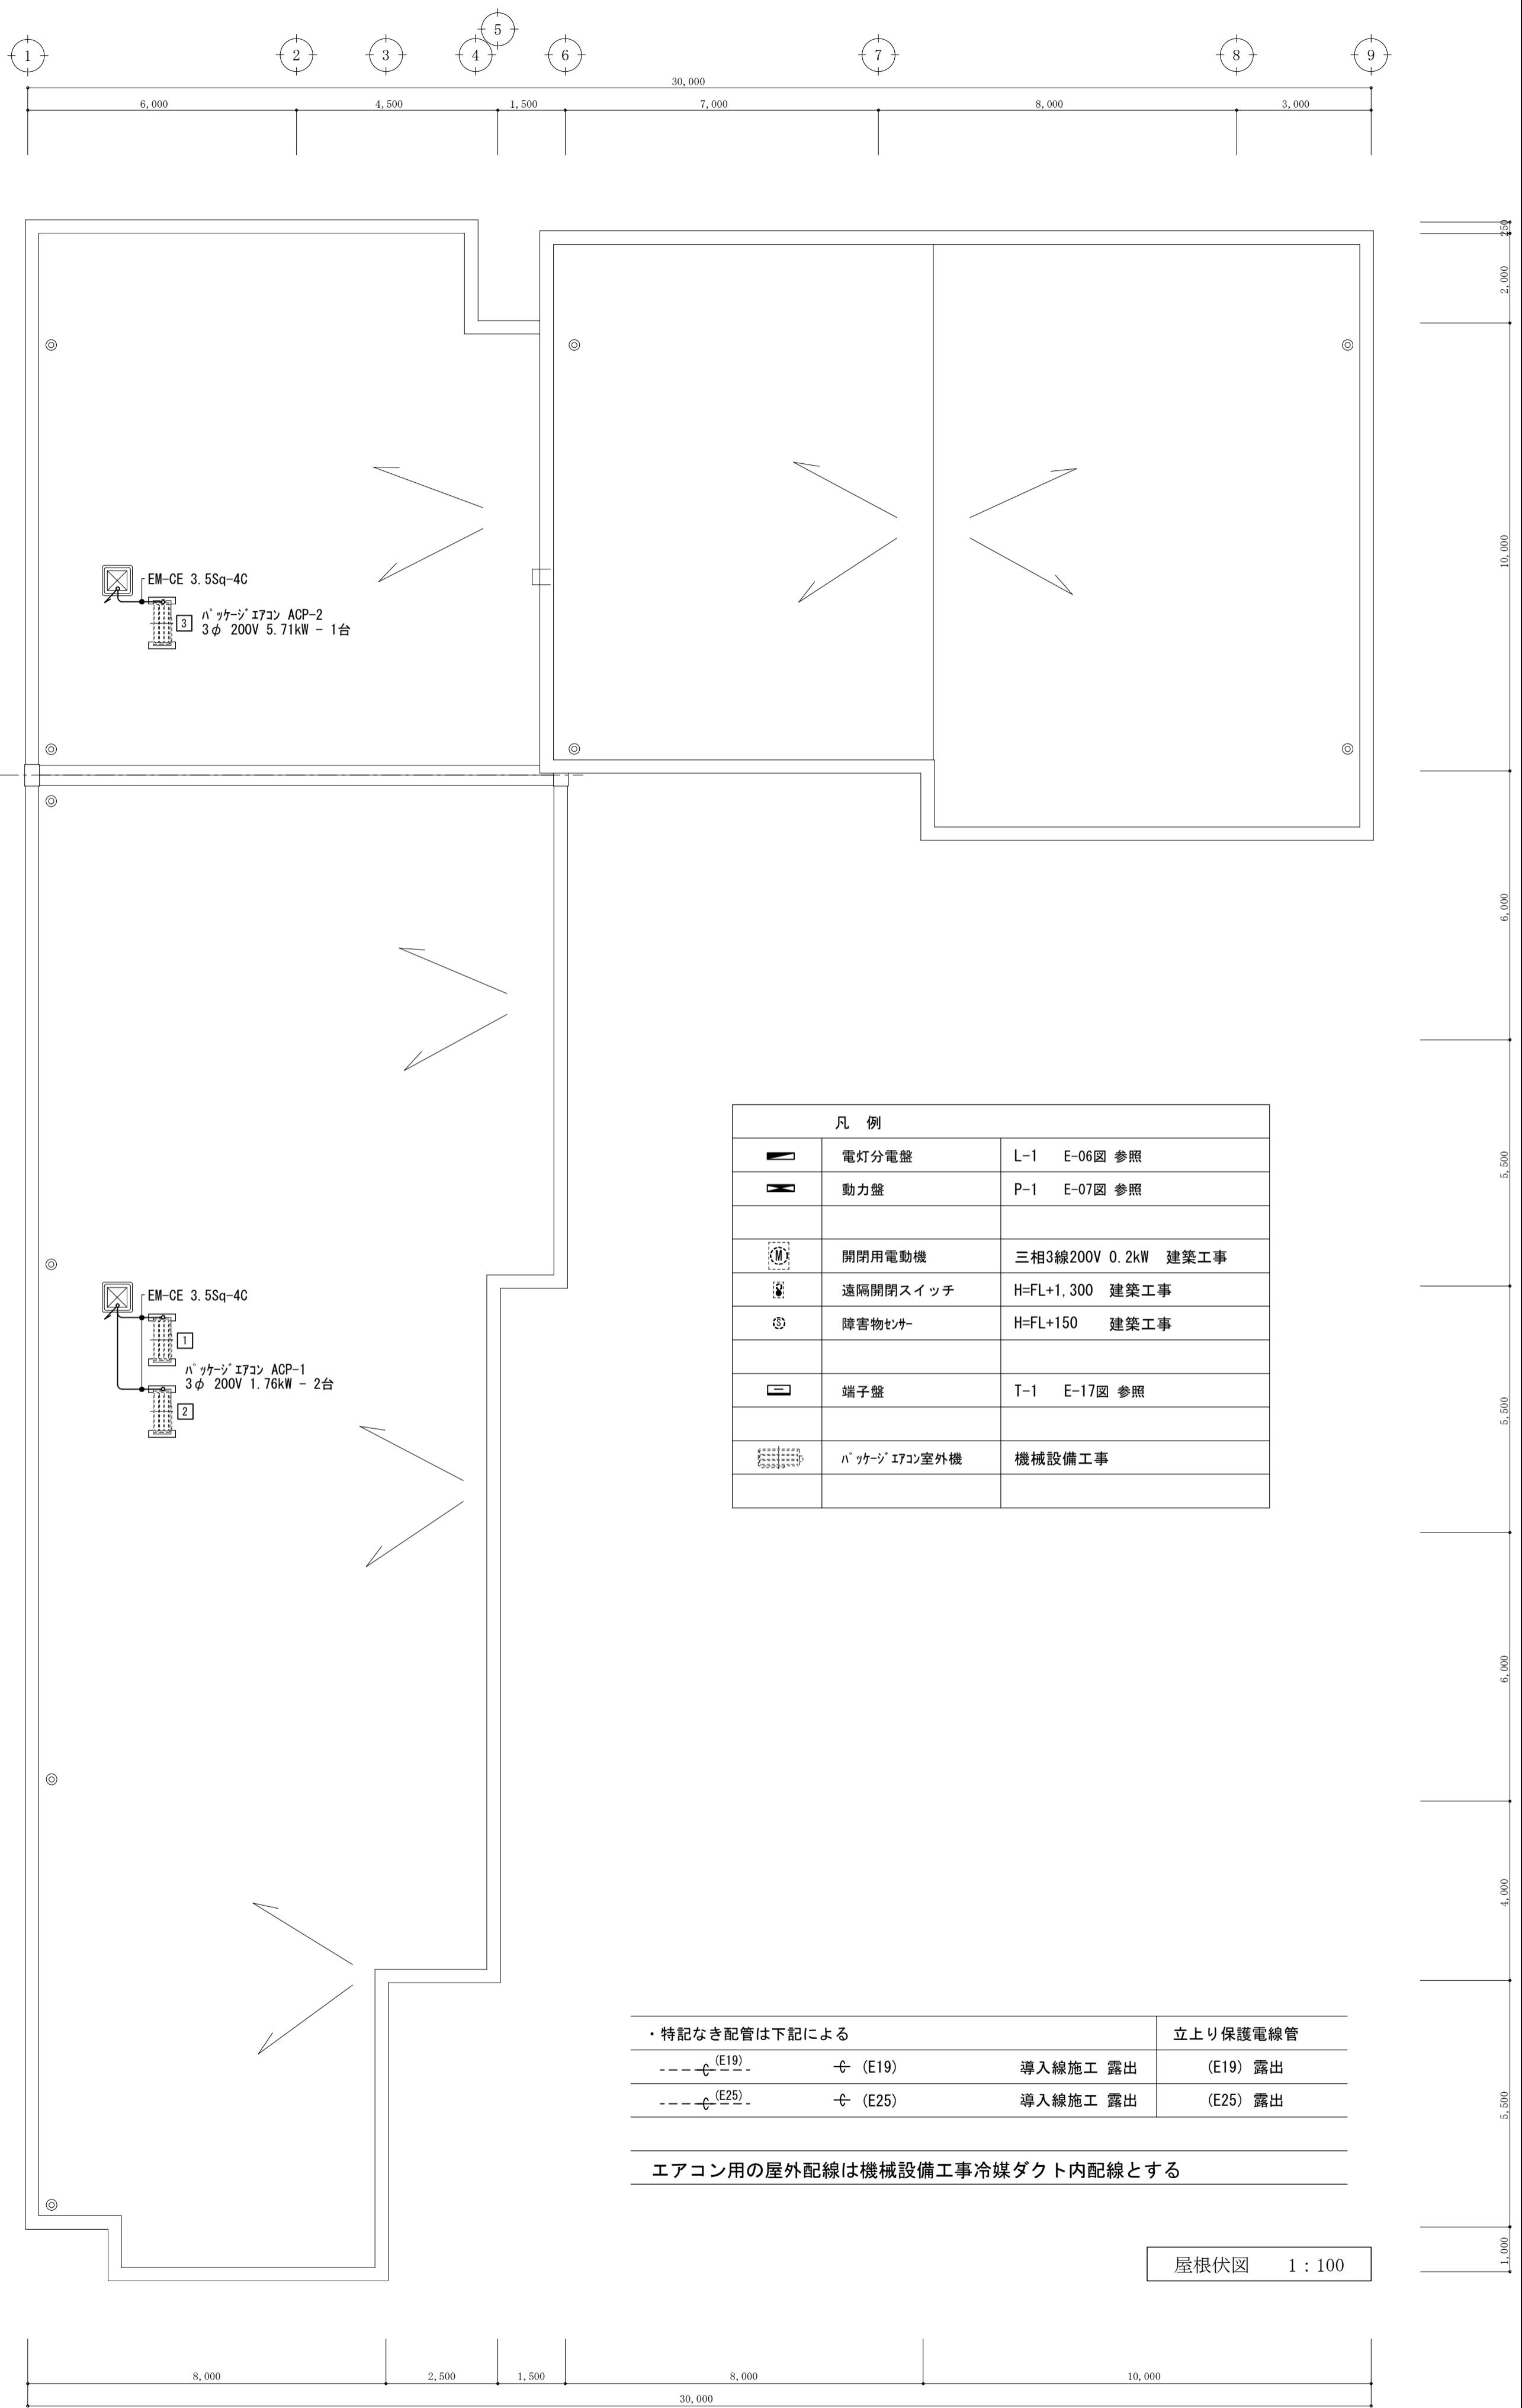 5
1 2 3 4 6 7 8 9
30,000
6,000 4,500 1,500 7,000 8,000 3,000
250
2,000
10,000
6,000
5,500
5,500
6,000
4,000
5,500
1,000
EM-CE 3.5Sq-4C
3 パッケージエアコン ACP-2
3φ 200V 5.71kW - 1台
EM-CE 3.5Sq-4C
1
パッケージエアコン ACP-1
3φ 200V 1.76kW - 2台
2
凡 例
電灯分電盤 L-1 E-06図 参照
動力盤 P-1 E-07図 参照
M 開閉用電動機 三相3線200V 0.2kW 建築工事
遠隔開閉スイッチ H=FL+1,300 建築工事
S 障害物センサー H=FL+150 建築工事
端子盤 T-1 E-17図 参照
パッケージエアコン室外機 機械設備工事
・特記なき配管は下記による 立上り保護電線管
(E19) (E19) 導入線施工 露出 (E19) 露出
(E25) (E25) 導入線施工 露出 (E25) 露出
エアコン用の屋外配線は機械設備工事冷媒ダクト内配線とする
屋根伏図 1 : 100
8,000 2,500 1,500 8,000 10,000
30,000